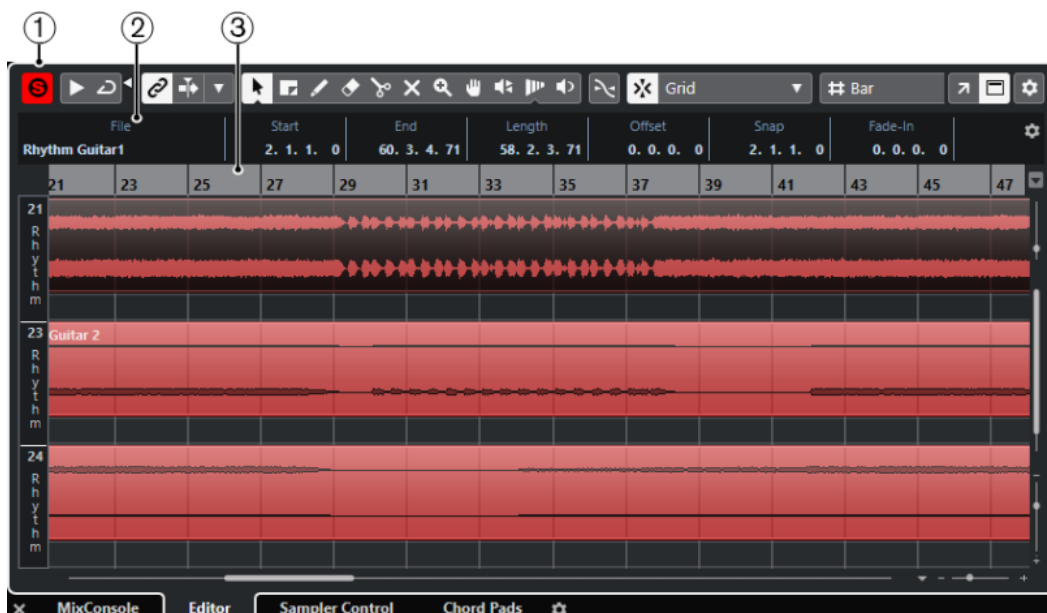 1 2 3
S Grid Bar
File Start End Length Offset Snap Fade-In
Rhythm Guitar1 2. 1. 1. 0 60. 3. 4. 71 58. 2. 3. 71 0. 0. 0. 0 2. 1. 1. 0 0. 0. 0. 0
21 23 25 27 29 31 33 35 37 39 41 43 45 47
21
Rhythm
23 Guitar 2
Rhythm
24
Rhythm
MixConsole Editor Sampler Control Chord Pads